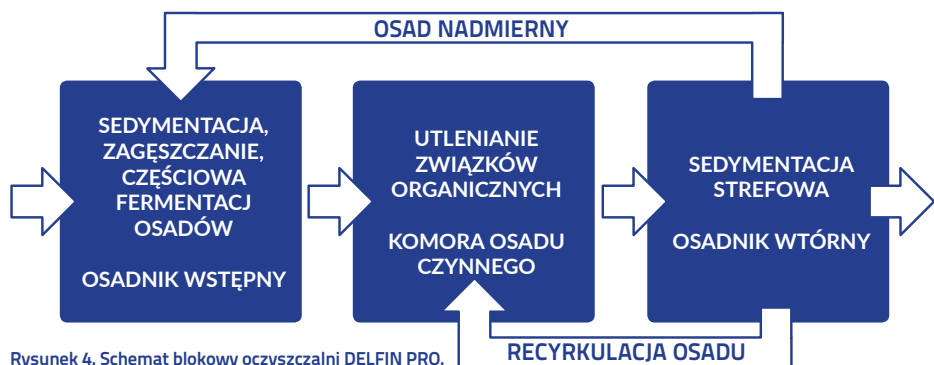 OSAD NADMIERNY
SEDYMENTACJA,
ZAGĘSZCZANIE,
CZĘŚCIOWA
FERMENTACJ
OSADÓW
OSADNIK WSTĘPNY
UTLENIANIE
ZWIĄZKÓW
ORGANICZNYCH
KOMORA OSADU
CZYNNEGO
SEDYMENTACJA
STREFOWA
OSADNIK WTÓRNY
RECYRKULACJA OSADU
Rysunek 4. Schemat blokowy oczyszczalni DELFIN PRO.